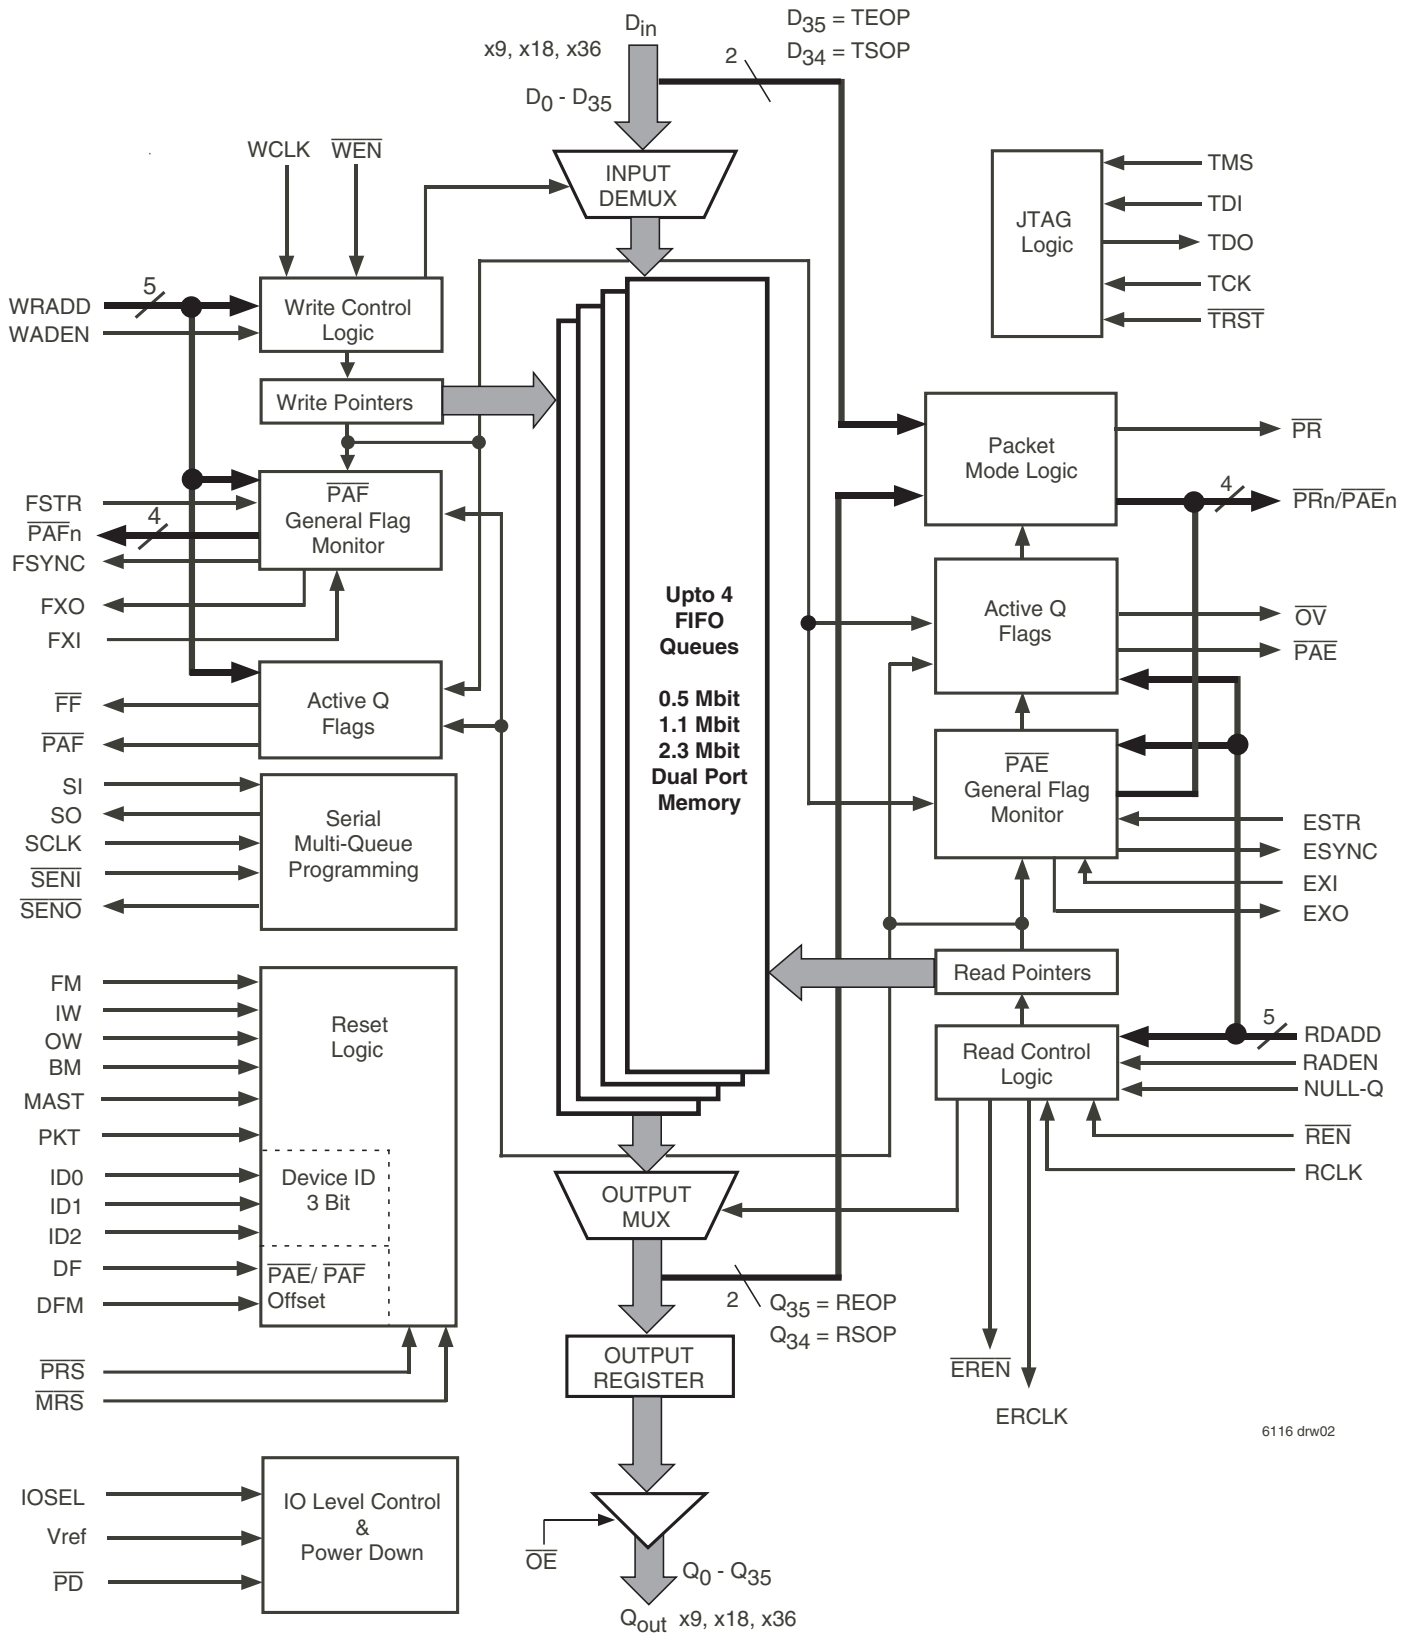 Din
x9, x18, x36
D0 - D35
2
D35 = TEOP
D34 = TSOP
WCLK
WEN
INPUT
DEMUX
JTAG
Logic
TMS
TDI
TDO
TCK
TRST
WRADD
5
WADEN
Write Control
Logic
Write Pointers
FSTR
PAFn
4
FSYNC
FXO
FXI
PAF
General Flag
Monitor
FF
PAF
Active Q
Flags
SI
SO
SCLK
SENI
SENO
Serial
Multi-Queue
Programming
Upto 4
FIFO
Queues
0.5 Mbit
1.1 Mbit
2.3 Mbit
Dual Port
Memory
Packet
Mode Logic
PR
4
PRn/PAEn
Active Q
Flags
OV
PAE
PAE
General Flag
Monitor
ESTR
ESYNC
EXI
EXO
Read Pointers
Read Control
Logic
5
RDADD
RADEN
NULL-Q
REN
RCLK
EREN
ERCLK
FM
IW
OW
BM
MAST
PKT
ID0
ID1
ID2
DF
DFM
PRS
MRS
Reset
Logic
Device ID
3 Bit
PAE/ PAF
Offset
OUTPUT
MUX
2
Q35 = REOP
Q34 = RSOP
OUTPUT
REGISTER
OE
Q0 - Q35
Qout x9, x18, x36
IOSEL
Vref
PD
IO Level Control
&
Power Down
6116 drw02